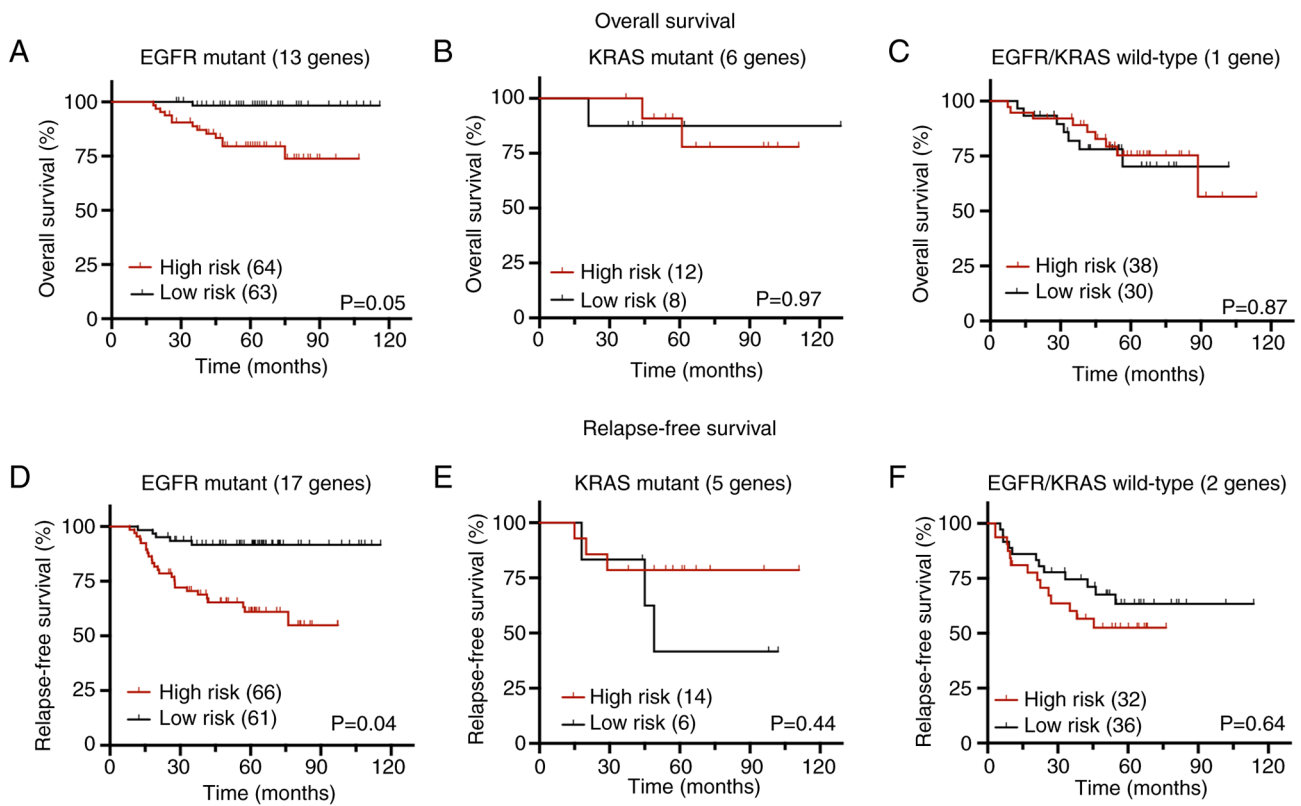 Overall survival
A
EGFR mutant (13 genes)
Overall survival (%)
100
75
50
25
0
High risk (64)
Low risk (63)
P=0.05
0 30 60 90 120
Time (months)
B
KRAS mutant (6 genes)
Overall survival (%)
100
75
50
25
0
High risk (12)
Low risk (8)
P=0.97
0 30 60 90 120
Time (months)
C
EGFR/KRAS wild-type (1 gene)
Overall survival (%)
100
75
50
25
0
High risk (38)
Low risk (30)
P=0.87
0 30 60 90 120
Time (months)
Relapse-free survival
D
EGFR mutant (17 genes)
Relapse-free survival (%)
100
75
50
25
0
High risk (66)
Low risk (61)
P=0.04
0 30 60 90 120
Time (months)
E
KRAS mutant (5 genes)
Relapse-free survival (%)
100
75
50
25
0
High risk (14)
Low risk (6)
P=0.44
0 30 60 90 120
Time (months)
F
EGFR/KRAS wild-type (2 genes)
Relapse-free survival (%)
100
75
50
25
0
High risk (32)
Low risk (36)
P=0.64
0 30 60 90 120
Time (months)